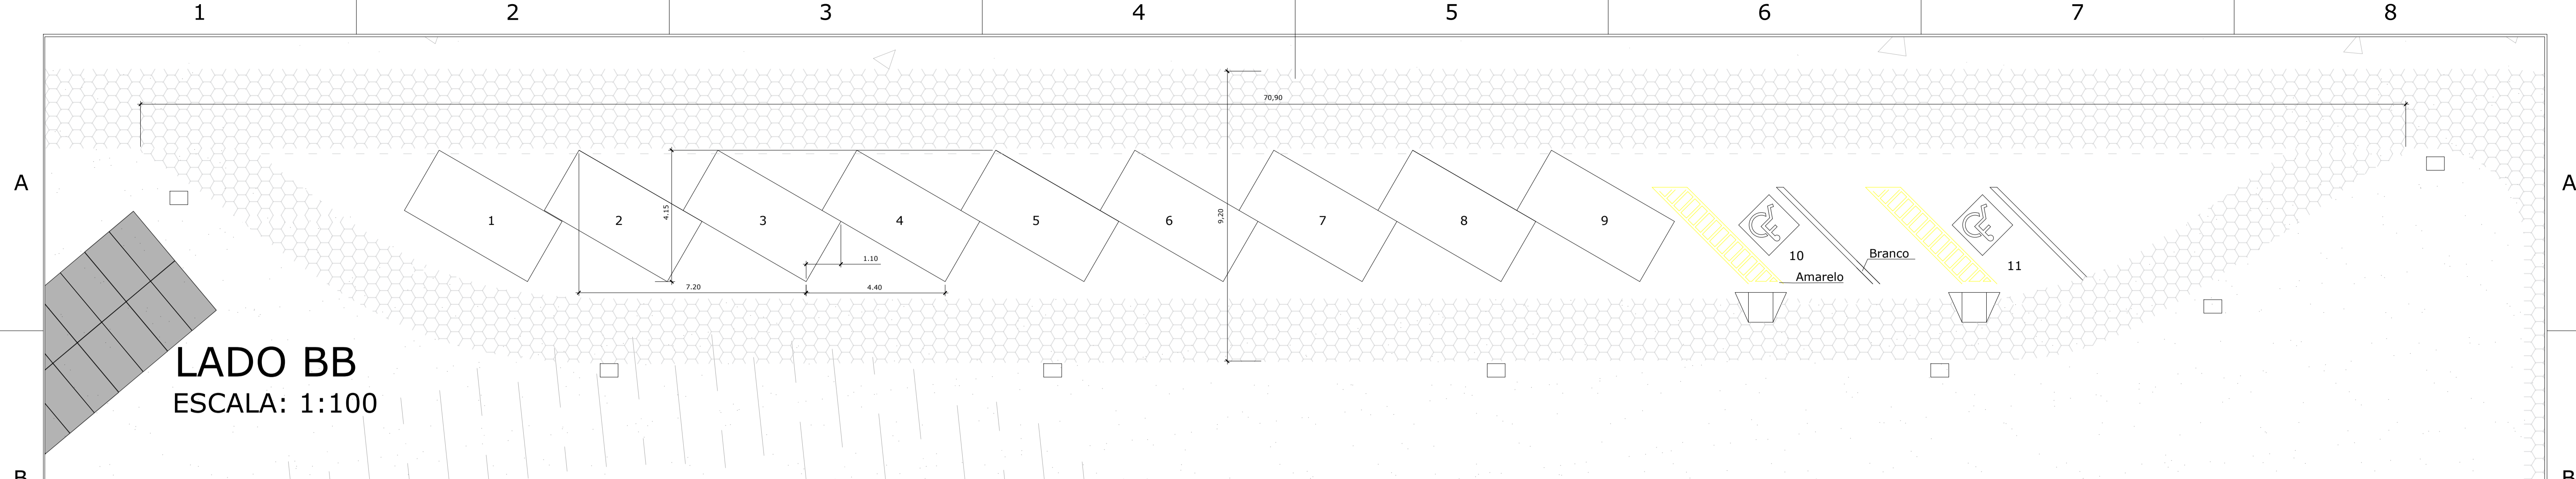 1 2 3 4 5 6 7 8
70,90
A A
4.15
9,20
1 2 3 4 5 6 7 8 9
10
Branco
11
1.10
Amarelo
7.20
4.40
LADO BB
ESCALA: 1:100
B B